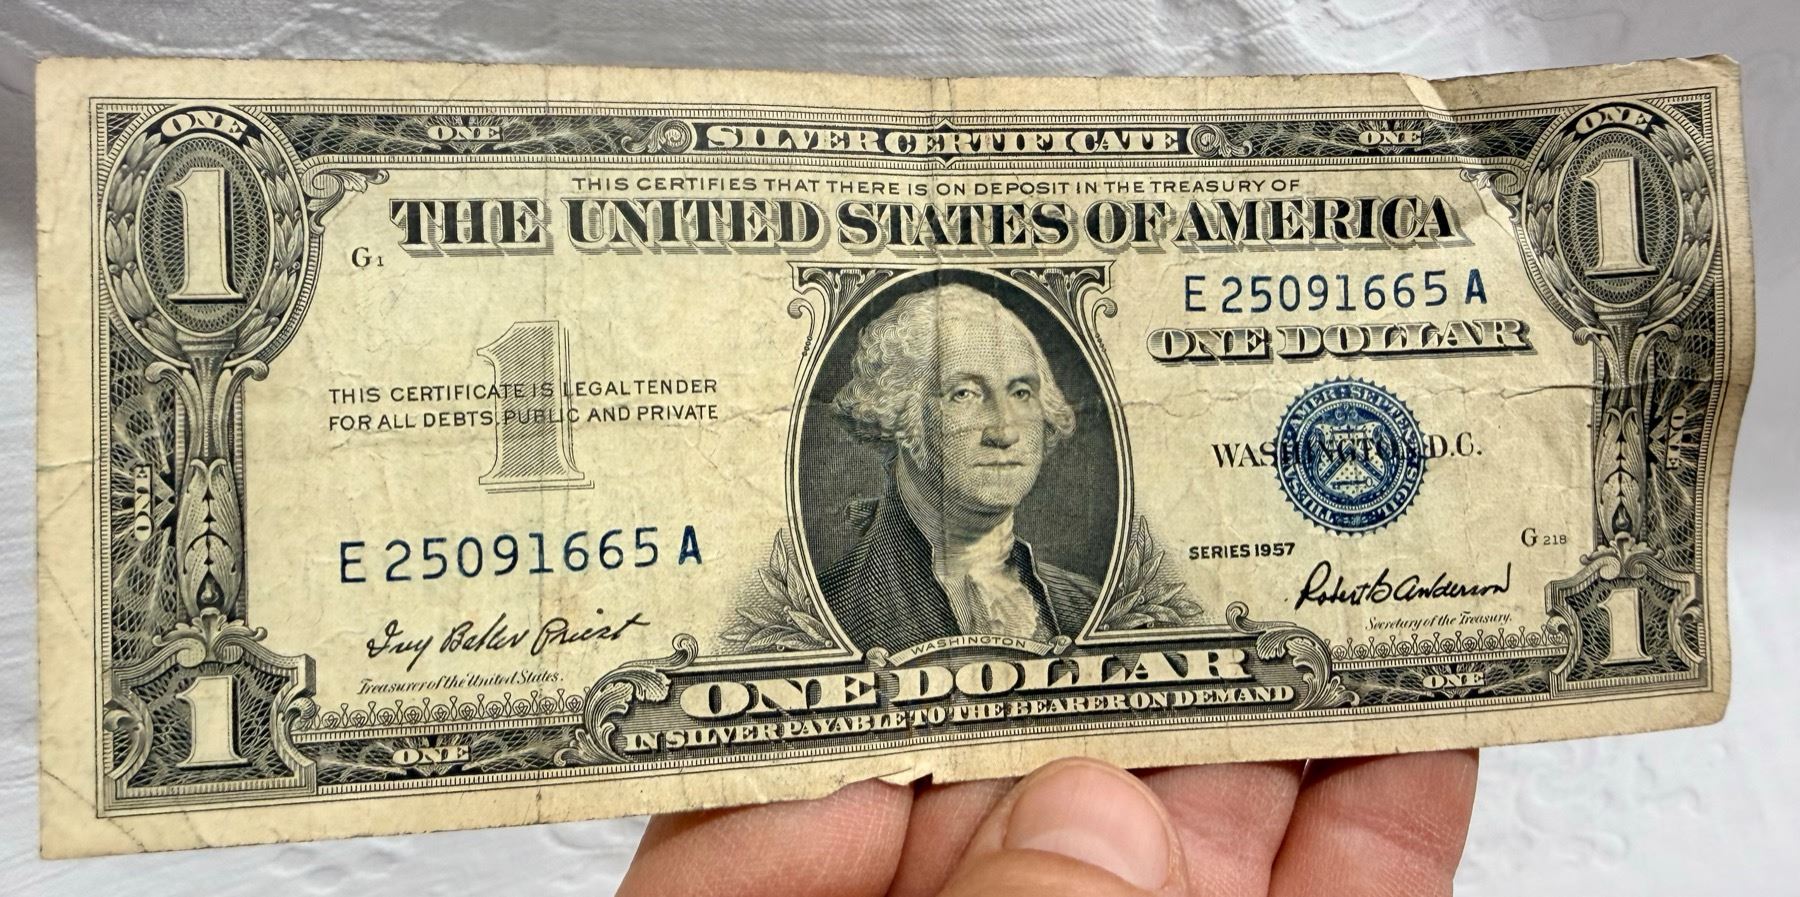 ONE
ONE
SILVER CERTIFICATE
ONE
ONE
1
THIS CERTIFIES THAT THERE IS ON DEPOSIT IN THE TREASURY OF
1
THE UNITED STATES OF AMERICA
G1
E 25091665 A
ONE DOLLAR
1
THIS CERTIFICATE IS LEGAL TENDER
FOR ALL DEBTS, PUBLIC AND PRIVATE
WASHINGTON, D.C.
ONE
ONE
E 25091665 A
SERIES 1957
G 218
Ivy Baker Priest
Treasurer of the United States.
Robert B Anderson
Secretary of the Treasury.
WASHINGTON
1
ONE DOLLAR
1
IN SILVER PAYABLE TO THE BEARER ON DEMAND
ONE
ONE